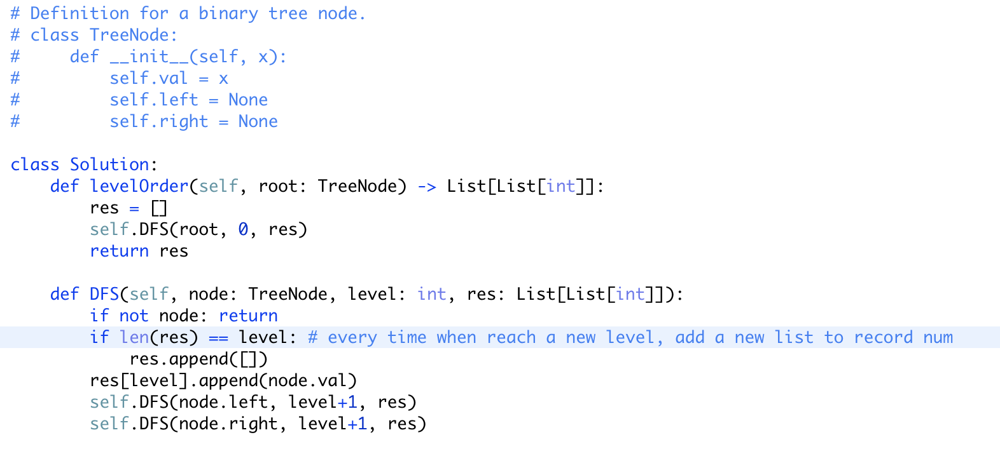 # Definition for a binary tree node.
# class TreeNode:
#     def __init__(self, x):
#         self.val = x
#         self.left = None
#         self.right = None

class Solution:
    def levelOrder(self, root: TreeNode) -> List[List[int]]:
        res = []
        self.DFS(root, 0, res)
        return res

    def DFS(self, node: TreeNode, level: int, res: List[List[int]]):
        if not node: return
        if len(res) == level: # every time when reach a new level, add a new list to record num
            res.append([])
        res[level].append(node.val)
        self.DFS(node.left, level+1, res)
        self.DFS(node.right, level+1, res)